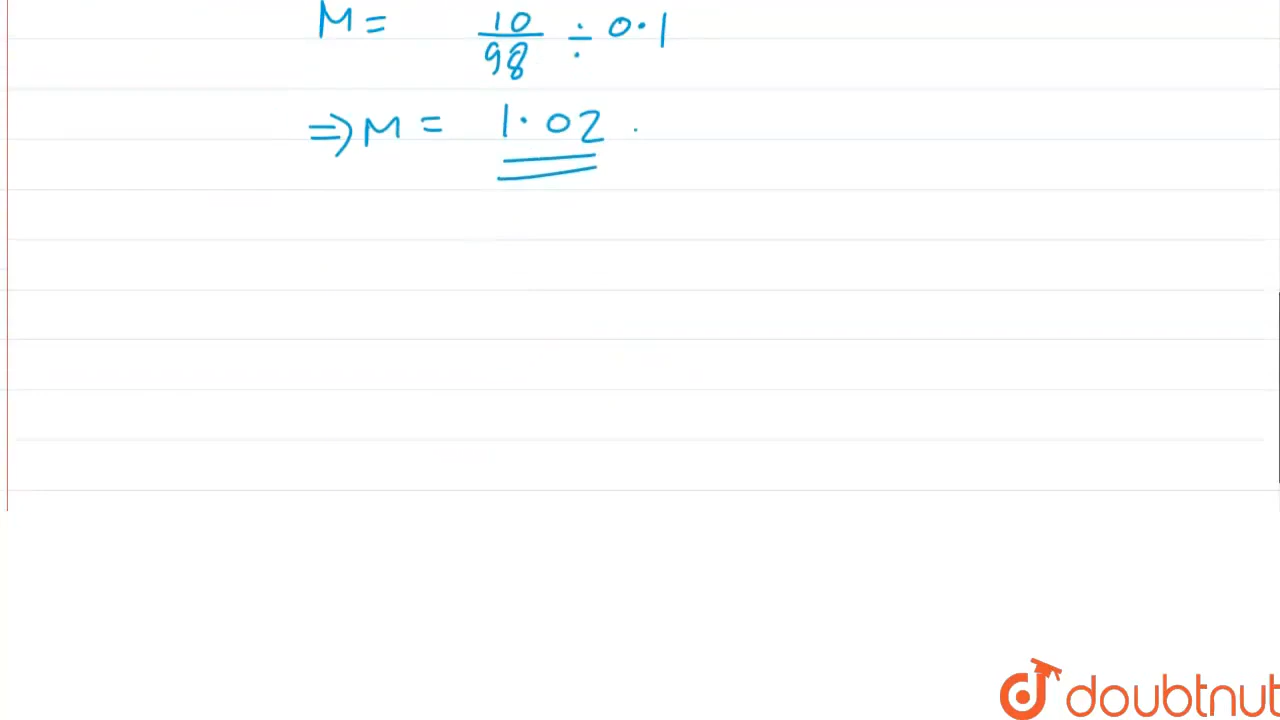 M = 10/98 ÷ 0.1
⇒ M = 1.02.
doubtnut